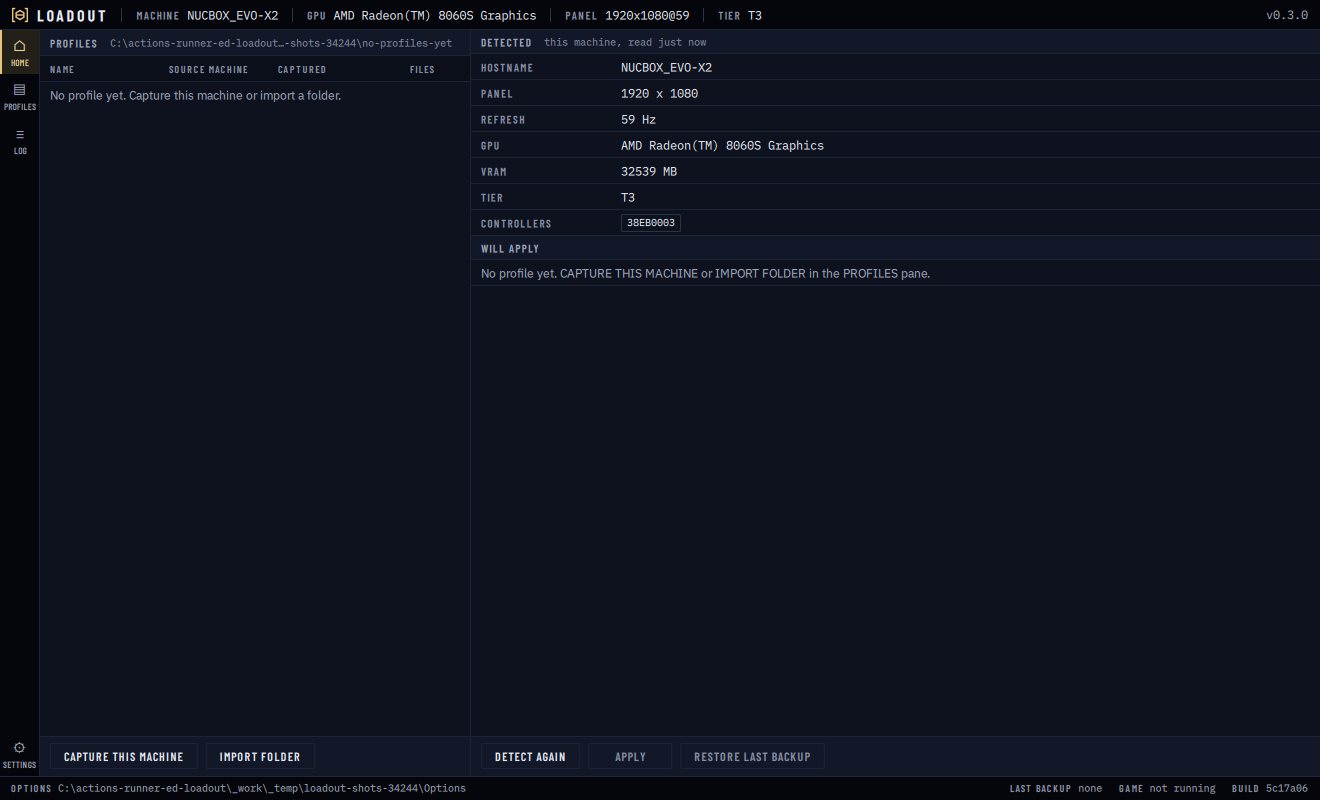 LOADOUT MACHINE NUCBOX_EVO-X2 GPU AMD Radeon(TM) 8060S Graphics PANEL 1920x1080@59 TIER T3 v0.3.0
HOME
PROFILES
LOG
SETTINGS
PROFILES C:\actions-runner-ed-loadout…-shots-34244\no-profiles-yet
NAME SOURCE MACHINE CAPTURED FILES
No profile yet. Capture this machine or import a folder.
CAPTURE THIS MACHINE IMPORT FOLDER
DETECTED this machine, read just now
HOSTNAME NUCBOX_EVO-X2
PANEL 1920 x 1080
REFRESH 59 Hz
GPU AMD Radeon(TM) 8060S Graphics
VRAM 32539 MB
TIER T3
CONTROLLERS 38EB0003
WILL APPLY
No profile yet. CAPTURE THIS MACHINE or IMPORT FOLDER in the PROFILES pane.
DETECT AGAIN APPLY RESTORE LAST BACKUP
OPTIONS C:\actions-runner-ed-loadout\_work\_temp\loadout-shots-34244\Options LAST BACKUP none GAME not running BUILD 5c17a06